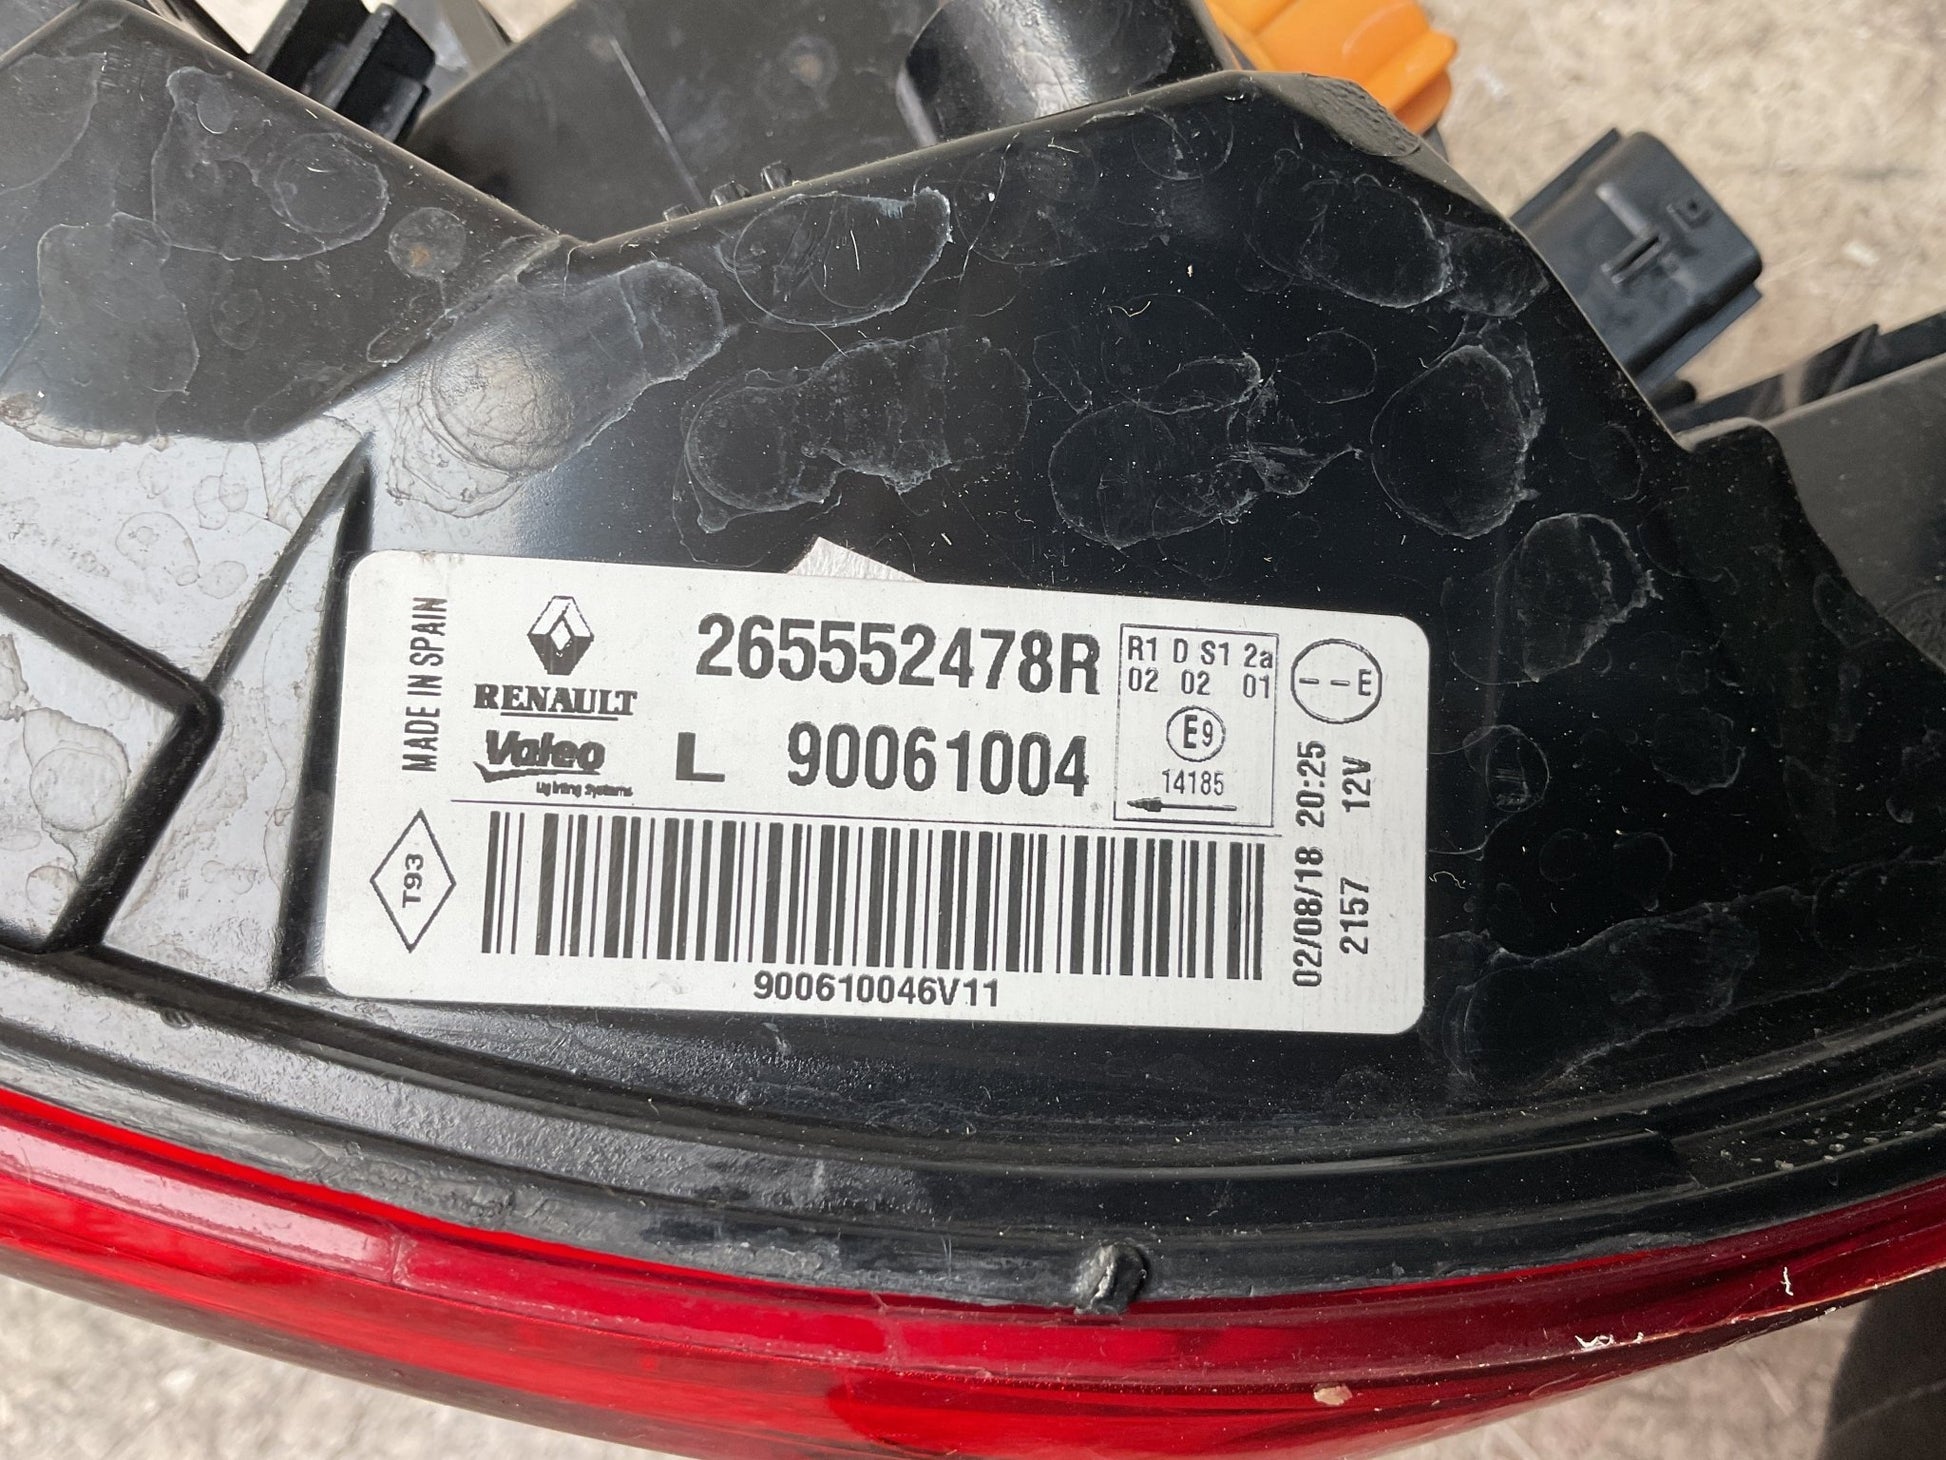 MADE IN SPAIN
RENAULT
265552478R
Valeo
Lighting Systems
L 90061004
R1 D S1 2a
02 02 01
E9
14185
--E
T93
900610046V11
02/08/18 20:25
2157 12V